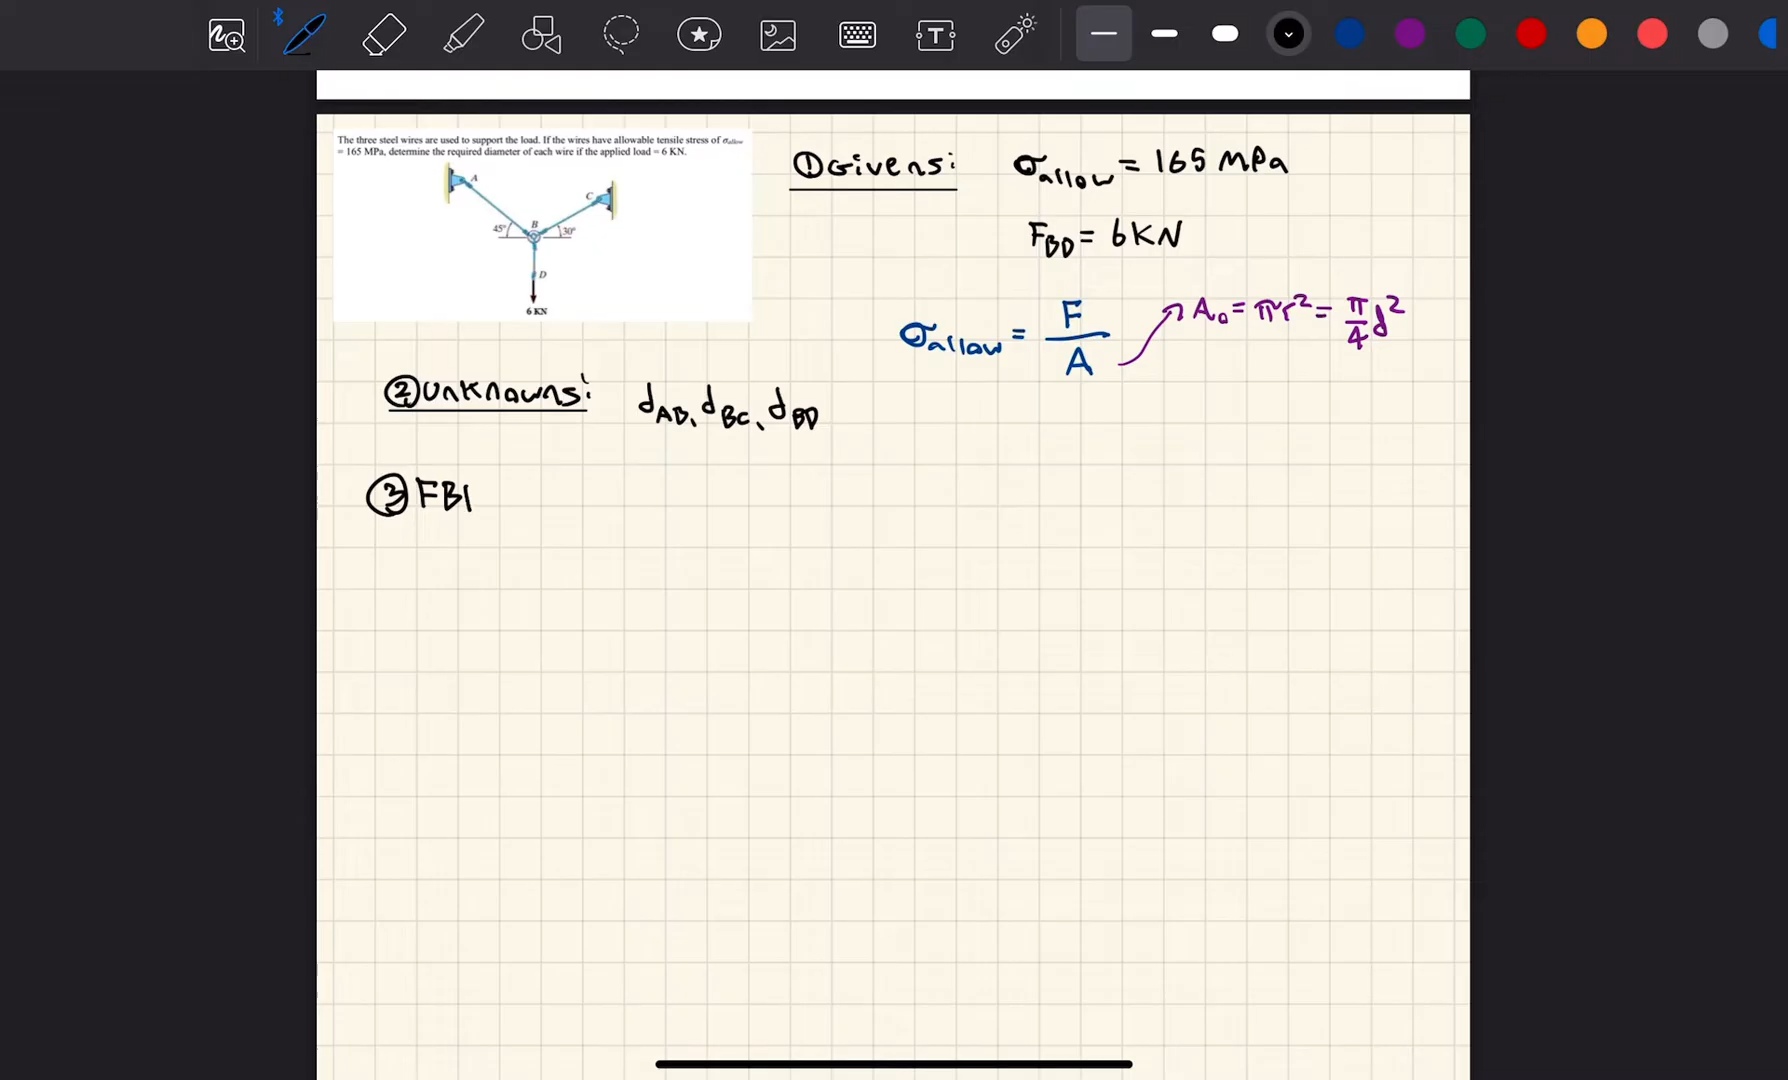 The three steel wires are used to support the load. If the wires have allowable tensile stress of σallow
= 165 MPa, determine the required diameter of each wire if the applied load = 6 KN.
A
C
B
45°
30°
D
6 KN
① Givens: σallow = 165 MPa
FBD = 6KN
σallow = F/A
A₀ = πr² = π/4 d²
② Unknowns: dAB, dBC, dBD
③ FBI
T